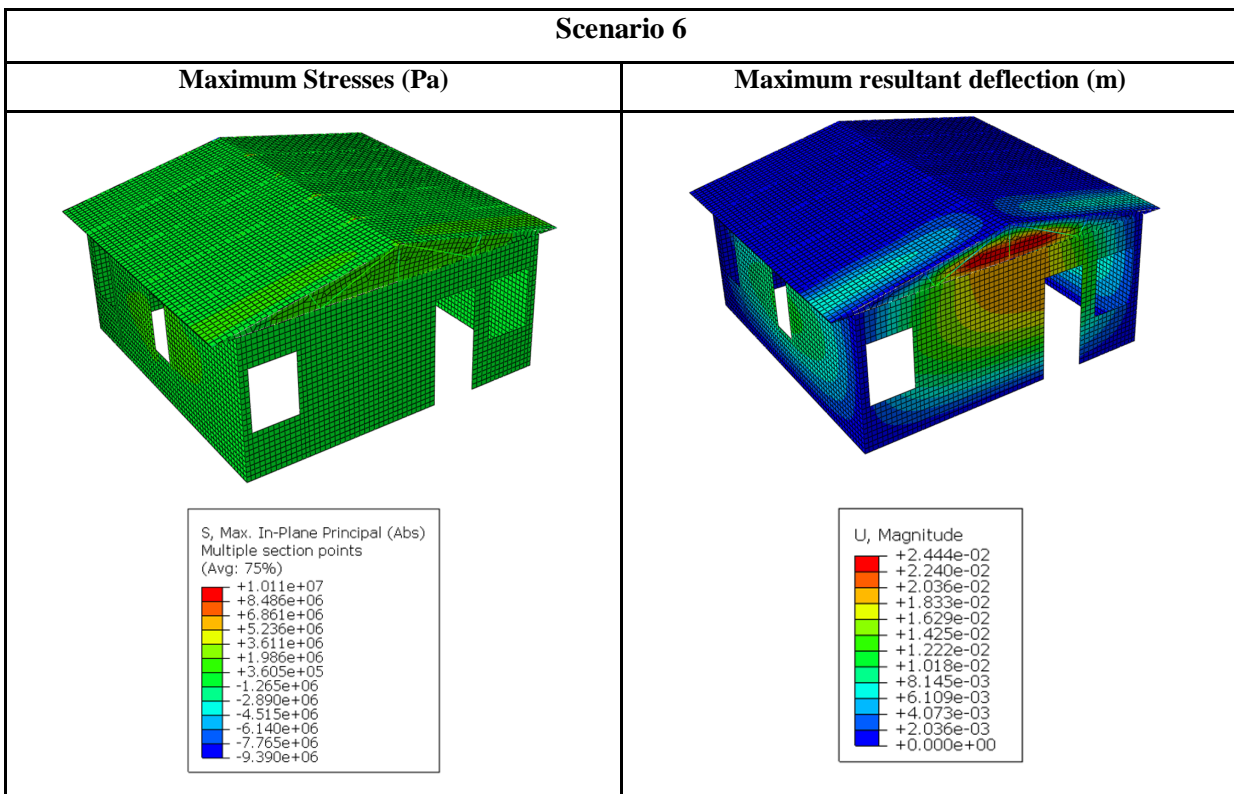 Scenario 6
Maximum Stresses (Pa)
Maximum resultant deflection (m)
S, Max. In-Plane Principal (Abs)
Multiple section points
(Avg: 75%)
+1.011e+07
+8.486e+06
+6.861e+06
+5.236e+06
+3.611e+06
+1.986e+06
+3.605e+05
-1.265e+06
-2.890e+06
-4.515e+06
-6.140e+06
-7.765e+06
-9.390e+06
U, Magnitude
+2.444e-02
+2.240e-02
+2.036e-02
+1.833e-02
+1.629e-02
+1.425e-02
+1.222e-02
+1.018e-02
+8.145e-03
+6.109e-03
+4.073e-03
+2.036e-03
+0.000e+00